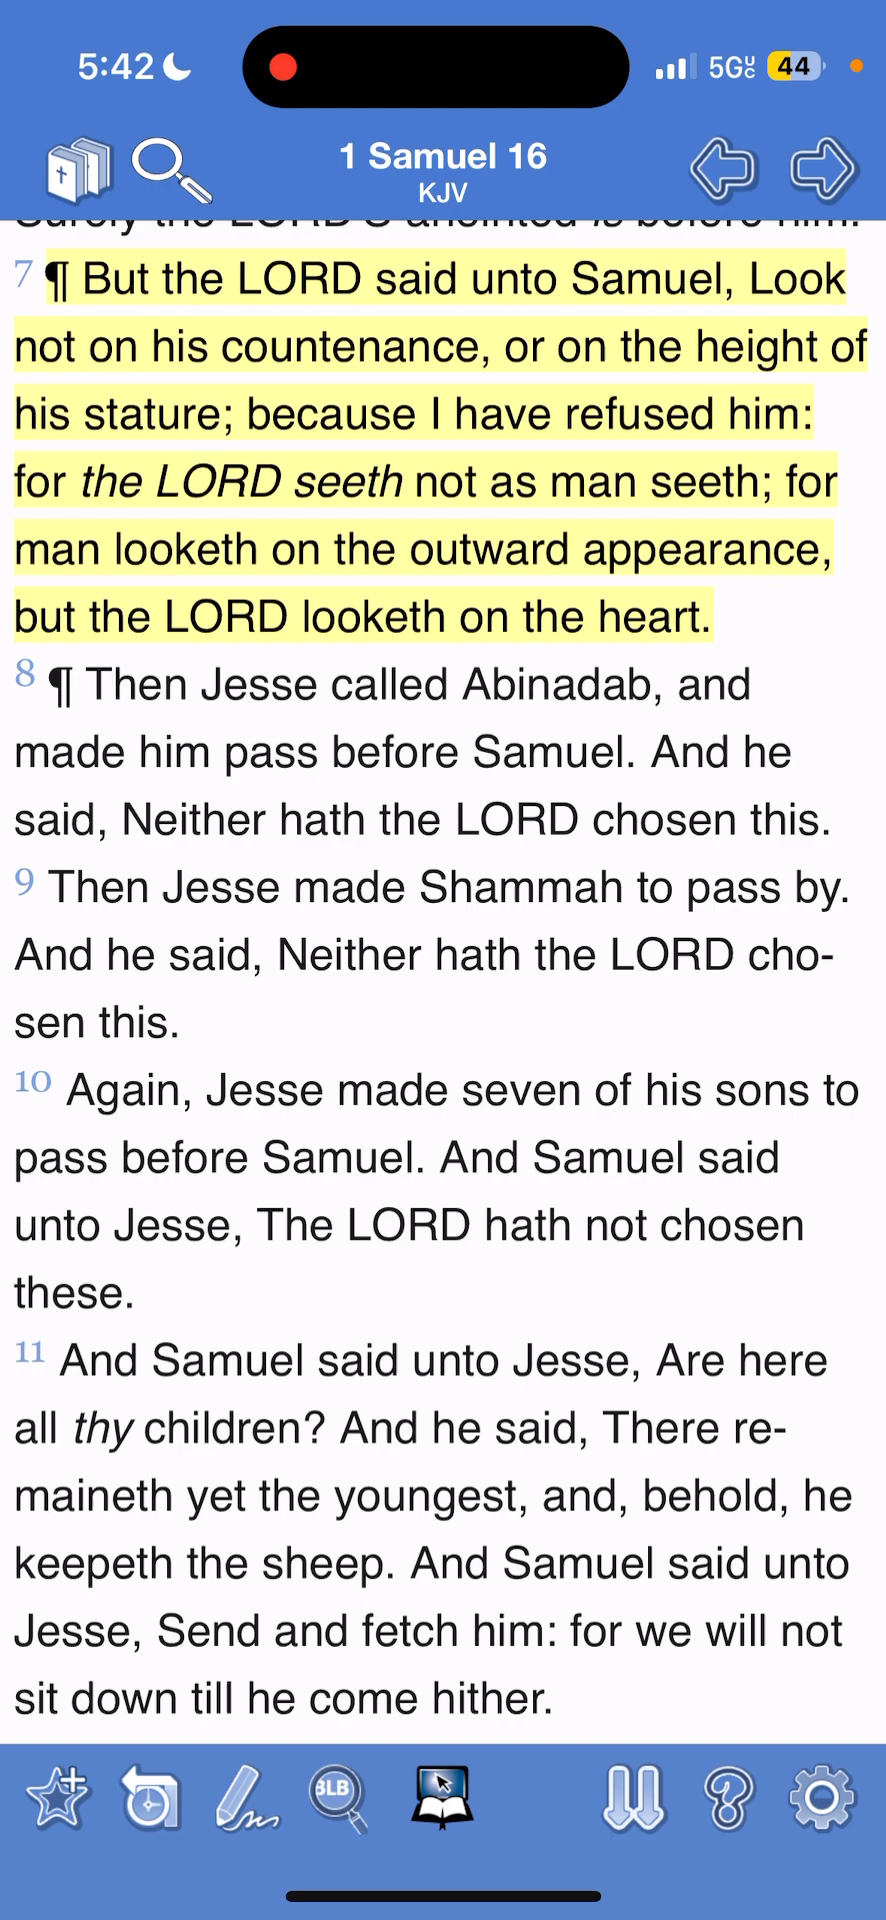 5:42
5G UC
44
1 Samuel 16
KJV
Surely the LORD'S anointed is before him.
7 ¶ But the LORD said unto Samuel, Look
not on his countenance, or on the height of
his stature; because I have refused him:
for the LORD seeth not as man seeth; for
man looketh on the outward appearance,
but the LORD looketh on the heart.
8 ¶ Then Jesse called Abinadab, and
made him pass before Samuel. And he
said, Neither hath the LORD chosen this.
9 Then Jesse made Shammah to pass by.
And he said, Neither hath the LORD cho-
sen this.
10 Again, Jesse made seven of his sons to
pass before Samuel. And Samuel said
unto Jesse, The LORD hath not chosen
these.
11 And Samuel said unto Jesse, Are here
all thy children? And he said, There re-
maineth yet the youngest, and, behold, he
keepeth the sheep. And Samuel said unto
Jesse, Send and fetch him: for we will not
sit down till he come hither.
BLB